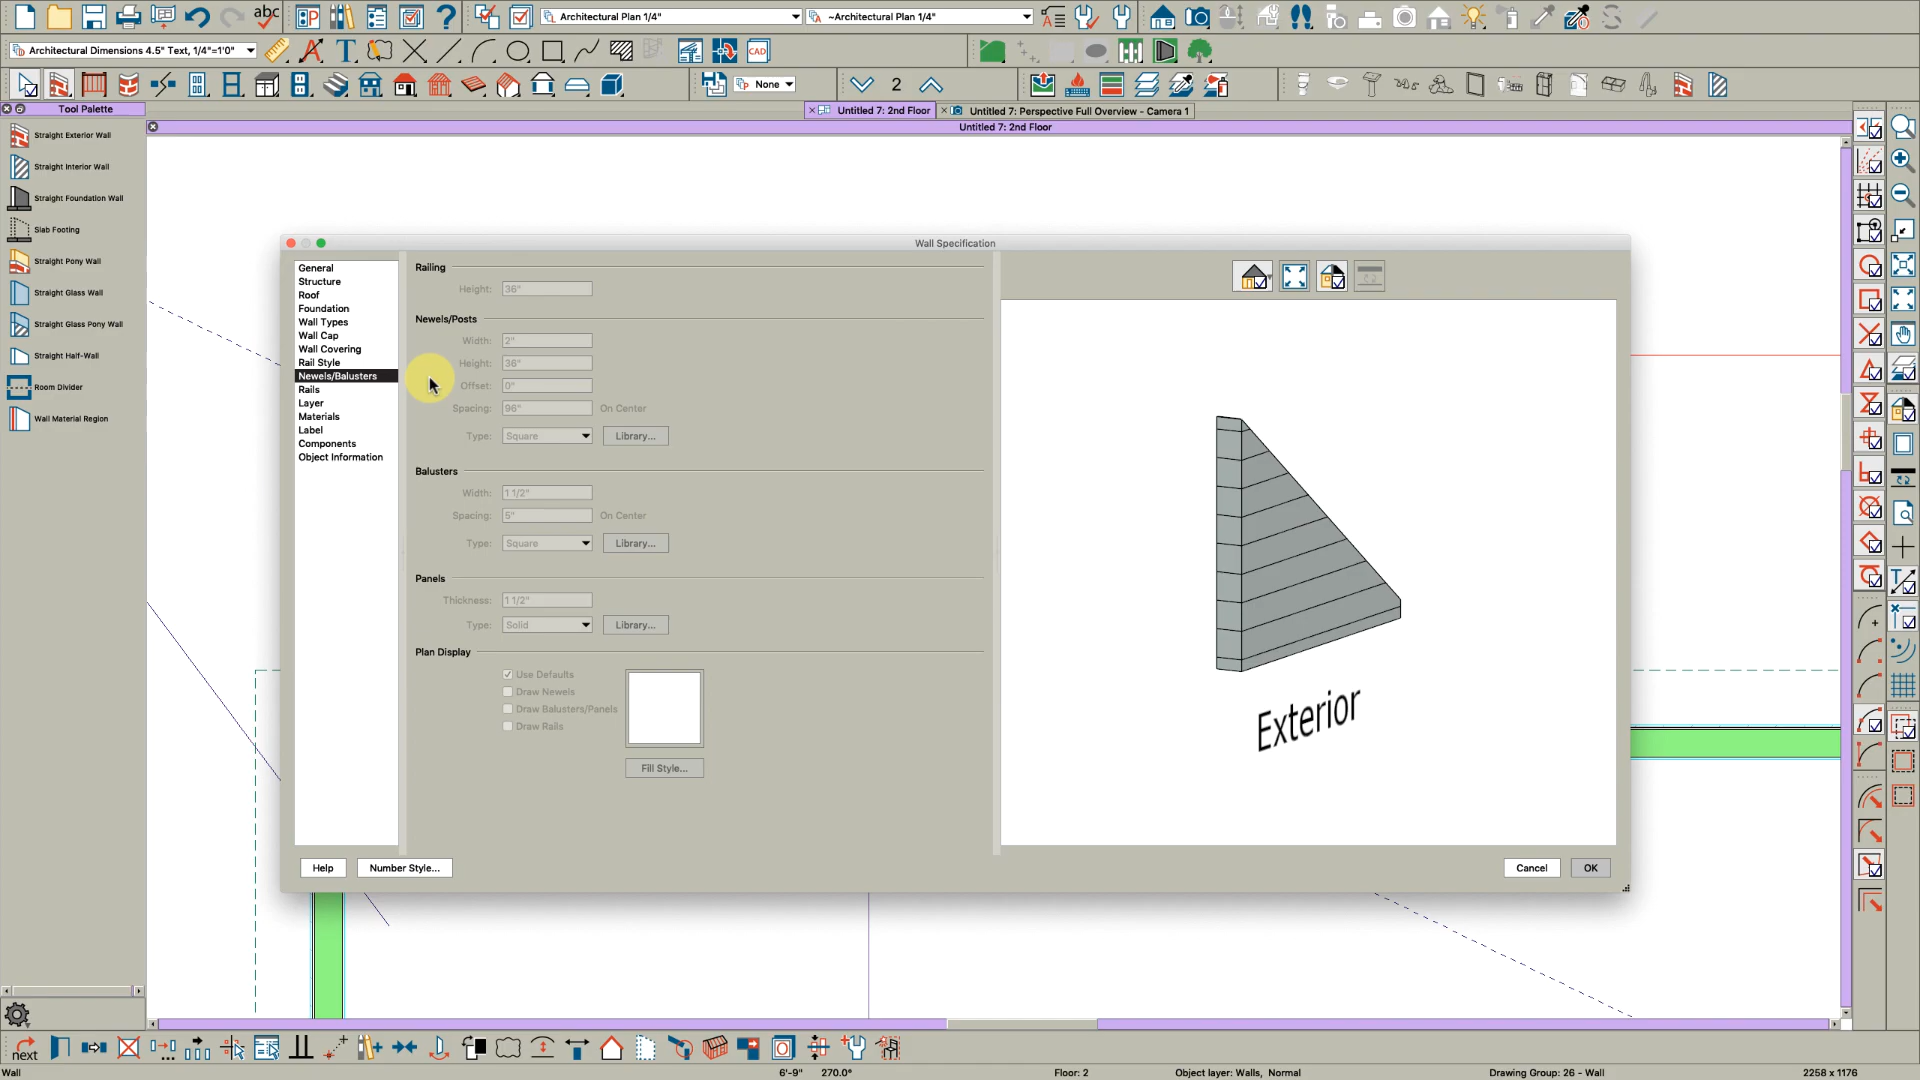 abc
Architectural Plan 1/4"
~Architectural Plan 1/4"
Architectural Dimensions 4.5" Text, 1/4"=1'0"
CAD
None
2
Tool Palette
Untitled 7: 2nd Floor
Untitled 7: Perspective Full Overview - Camera 1
Untitled 7: 2nd Floor
Straight Exterior Wall
Straight Interior Wall
Straight Foundation Wall
Slab Footing
Straight Pony Wall
Straight Glass Wall
Straight Glass Pony Wall
Straight Half-Wall
Room Divider
Wall Material Region
Wall Specification
General
Structure
Roof
Foundation
Wall Types
Wall Cap
Wall Covering
Rail Style
Newels/Balusters
Rails
Layer
Materials
Label
Components
Object Information
Railing
Height: 36"
Newels/Posts
Width: 2"
Height: 36"
Offset: 0"
Spacing: 96" On Center
Type: Square Library...
Balusters
Width: 1 1/2"
Spacing: 5" On Center
Type: Square Library...
Panels
Thickness: 1 1/2"
Type: Solid Library...
Plan Display
Use Defaults
Draw Newels
Draw Balusters/Panels
Draw Rails
Fill Style...
Exterior
Help
Number Style...
Cancel
OK
next
Wall
6'-9"
270.0°
Floor: 2
Object layer: Walls, Normal
Drawing Group: 26 - Wall
2258 x 1176